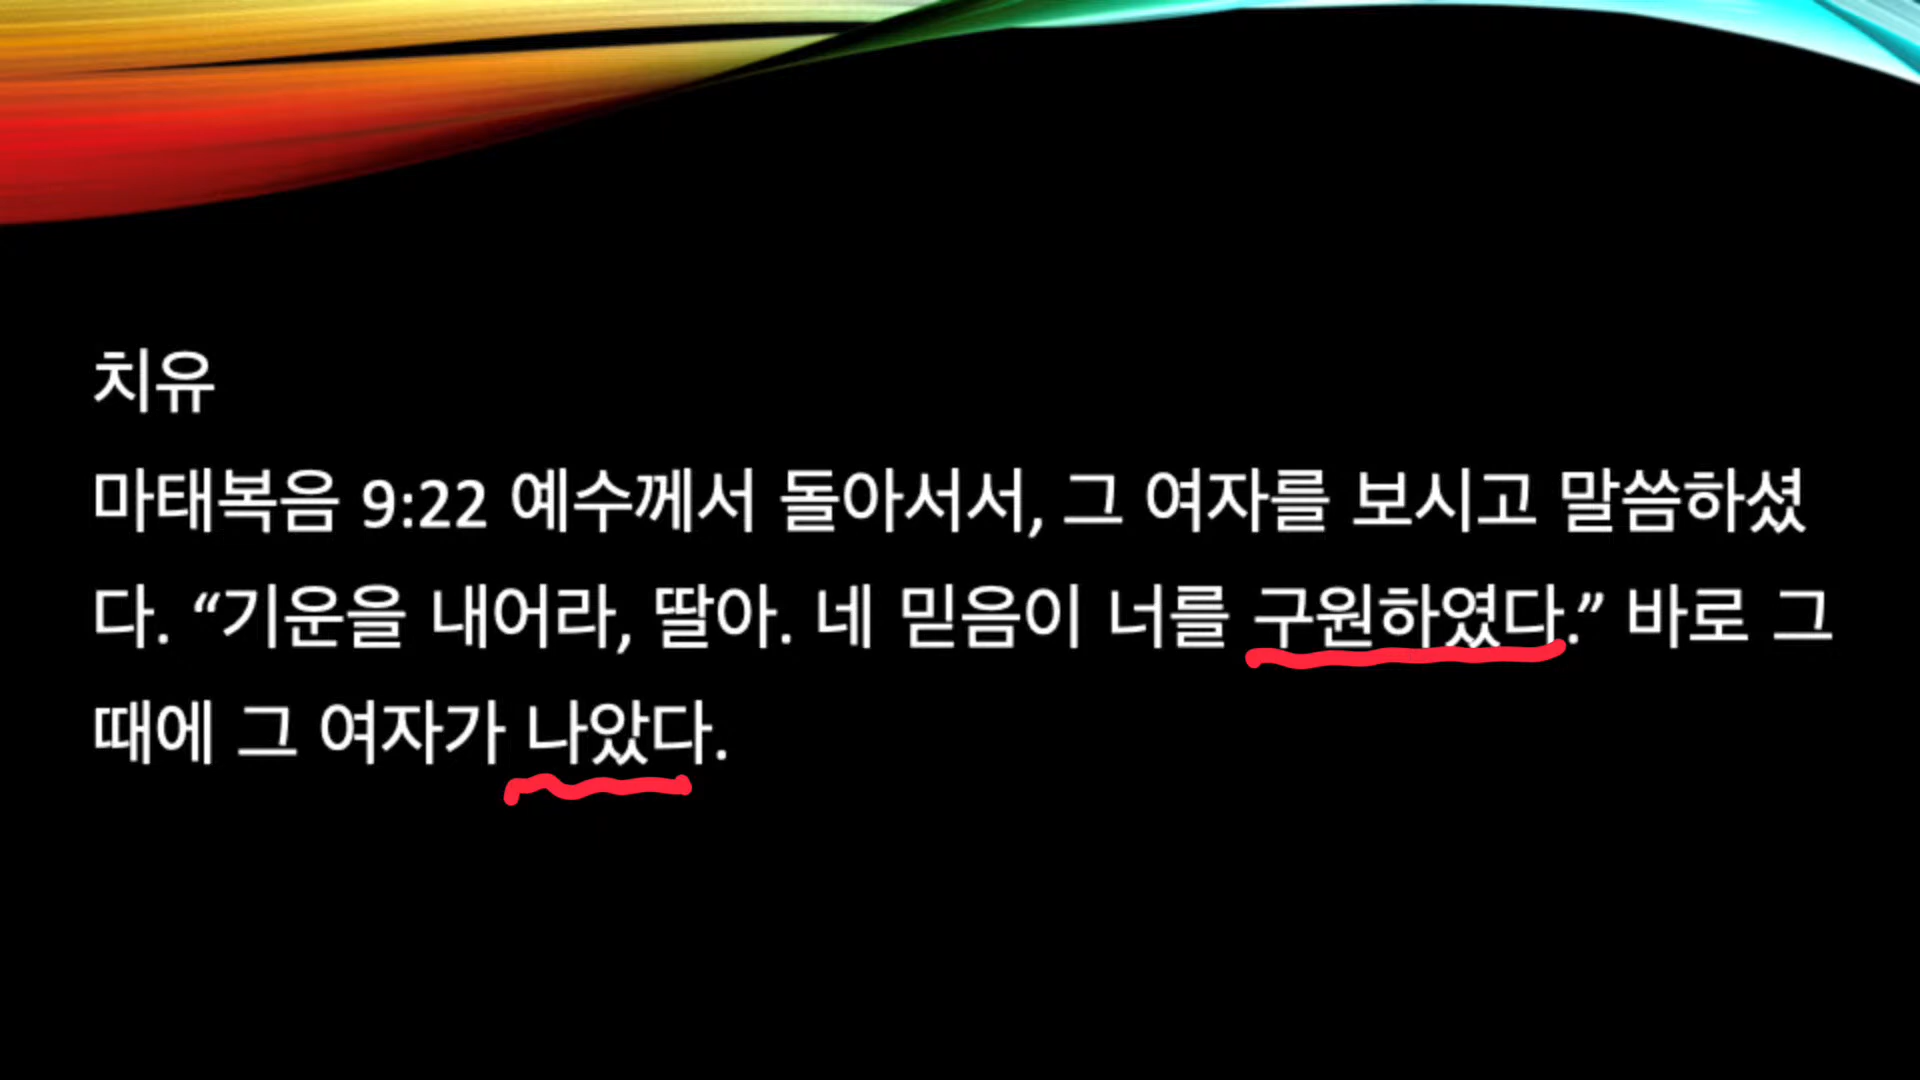 치유
마태복음 9:22 예수께서 돌아서서, 그 여자를 보시고 말씀하셨
다. “기운을 내어라, 딸아. 네 믿음이 너를 구원하였다.” 바로 그
때에 그 여자가 나았다.